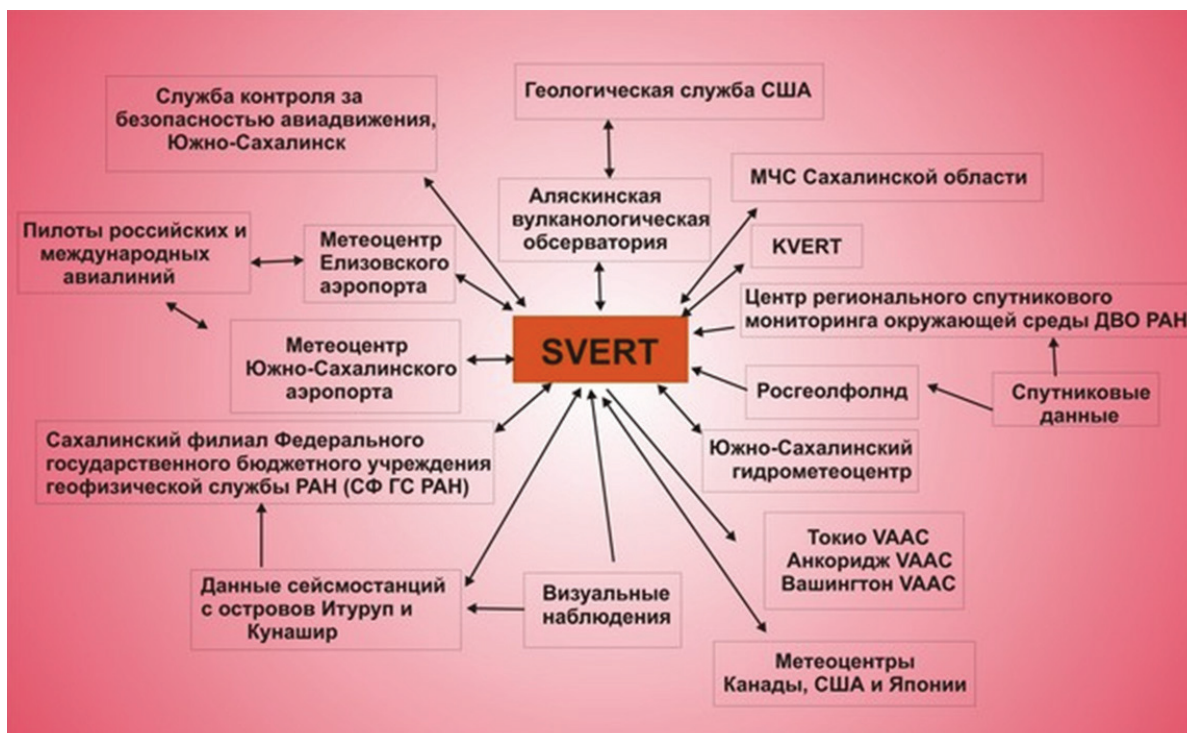 Служба контроля за
безопасностью авиадвижения,
Южно-Сахалинск
Геологическая служба США
МЧС Сахалинской области
Аляскинская
вулканологическая
обсерватория
Пилоты российских и
международных
авиалиний
Метеоцентр
Елизовского
аэропорта
KVERT
Центр регионального спутникового
мониторинга окружающей среды ДВО РАН
SVERT
Метеоцентр
Южно-Сахалинского
аэропорта
Росгеолфолнд
Спутниковые
данные
Сахалинский филиал Федерального
государственного бюджетного учреждения
геофизической службы РАН (СФ ГС РАН)
Южно-Сахалинский
гидрометеоцентр
Токио VAAC
Анкоридж VAAC
Вашингтон VAAC
Данные сейсмостанций
с островов Итуруп и
Кунашир
Визуальные
наблюдения
Метеоцентры
Канады, США и Японии